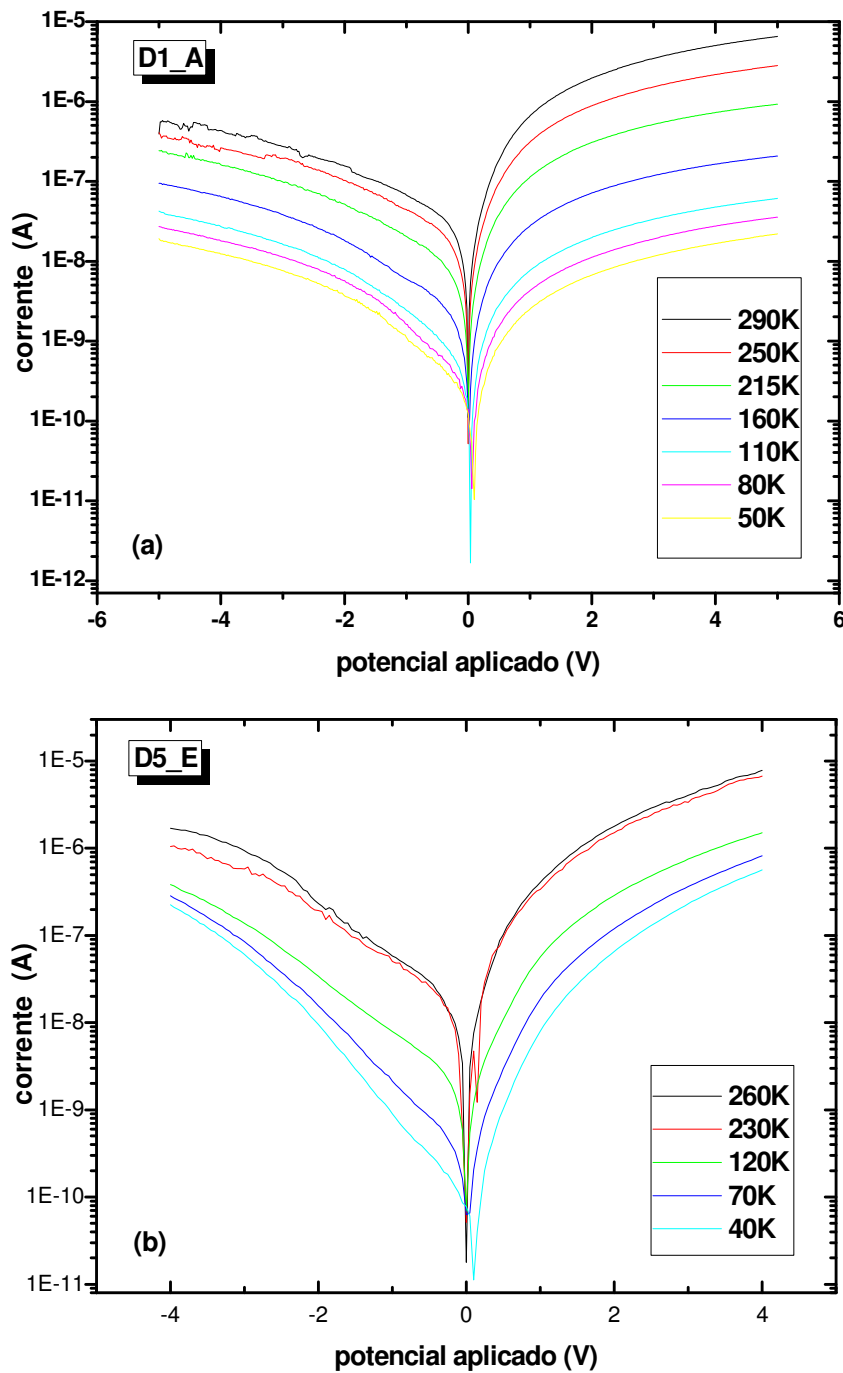 D1_A
1E-5
1E-6
1E-7
1E-8
1E-9
1E-10
1E-11
1E-12
corrente (A)
290K
250K
215K
160K
110K
80K
50K
(a)
-6 -4 -2 0 2 4 6
potencial aplicado (V)
D5_E
1E-5
1E-6
1E-7
1E-8
1E-9
1E-10
1E-11
corrente (A)
260K
230K
120K
70K
40K
(b)
-4 -2 0 2 4
potencial aplicado (V)